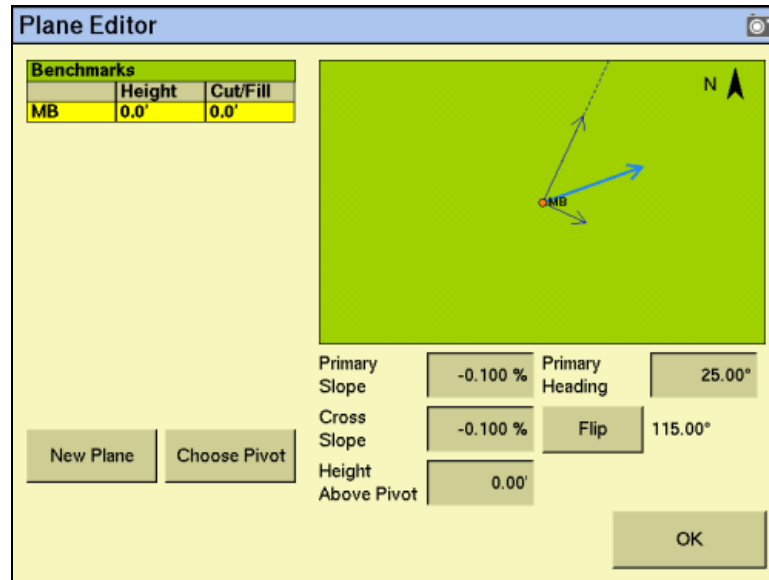 Plane Editor
Benchmarks
Height Cut/Fill
MB 0.0' 0.0'
N
MB
Primary Slope -0.100 % Primary Heading 25.00°
Cross Slope -0.100 % Flip 115.00°
Height Above Pivot 0.00'
New Plane Choose Pivot
OK